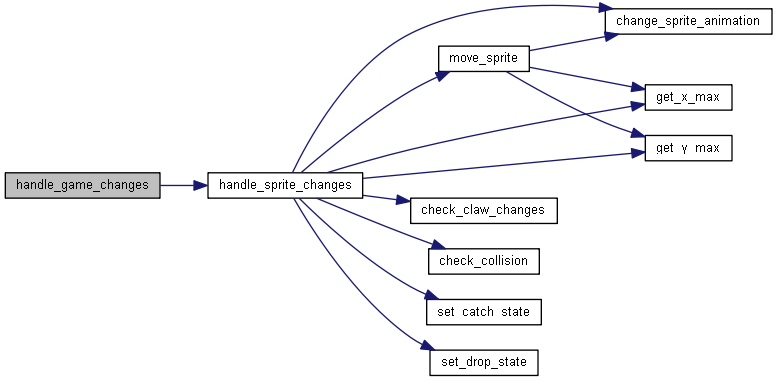 change_sprite_animation
move_sprite
get_x_max
get_y_max
handle_game_changes
handle_sprite_changes
check_claw_changes
check_collision
set_catch_state
set_drop_state